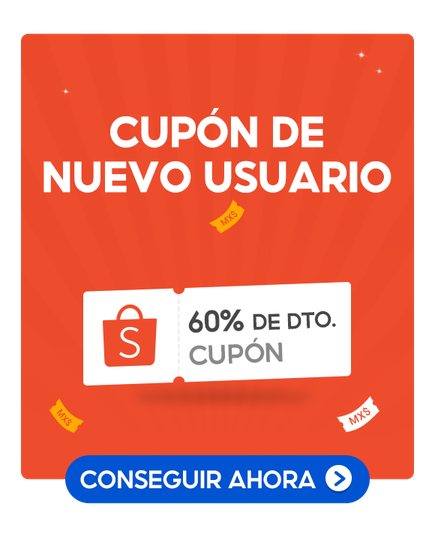 CUPÓN DE
NUEVO USUARIO
MX$
S
60% DE DTO.
CUPÓN
MX$
MX$
CONSEGUIR AHORA